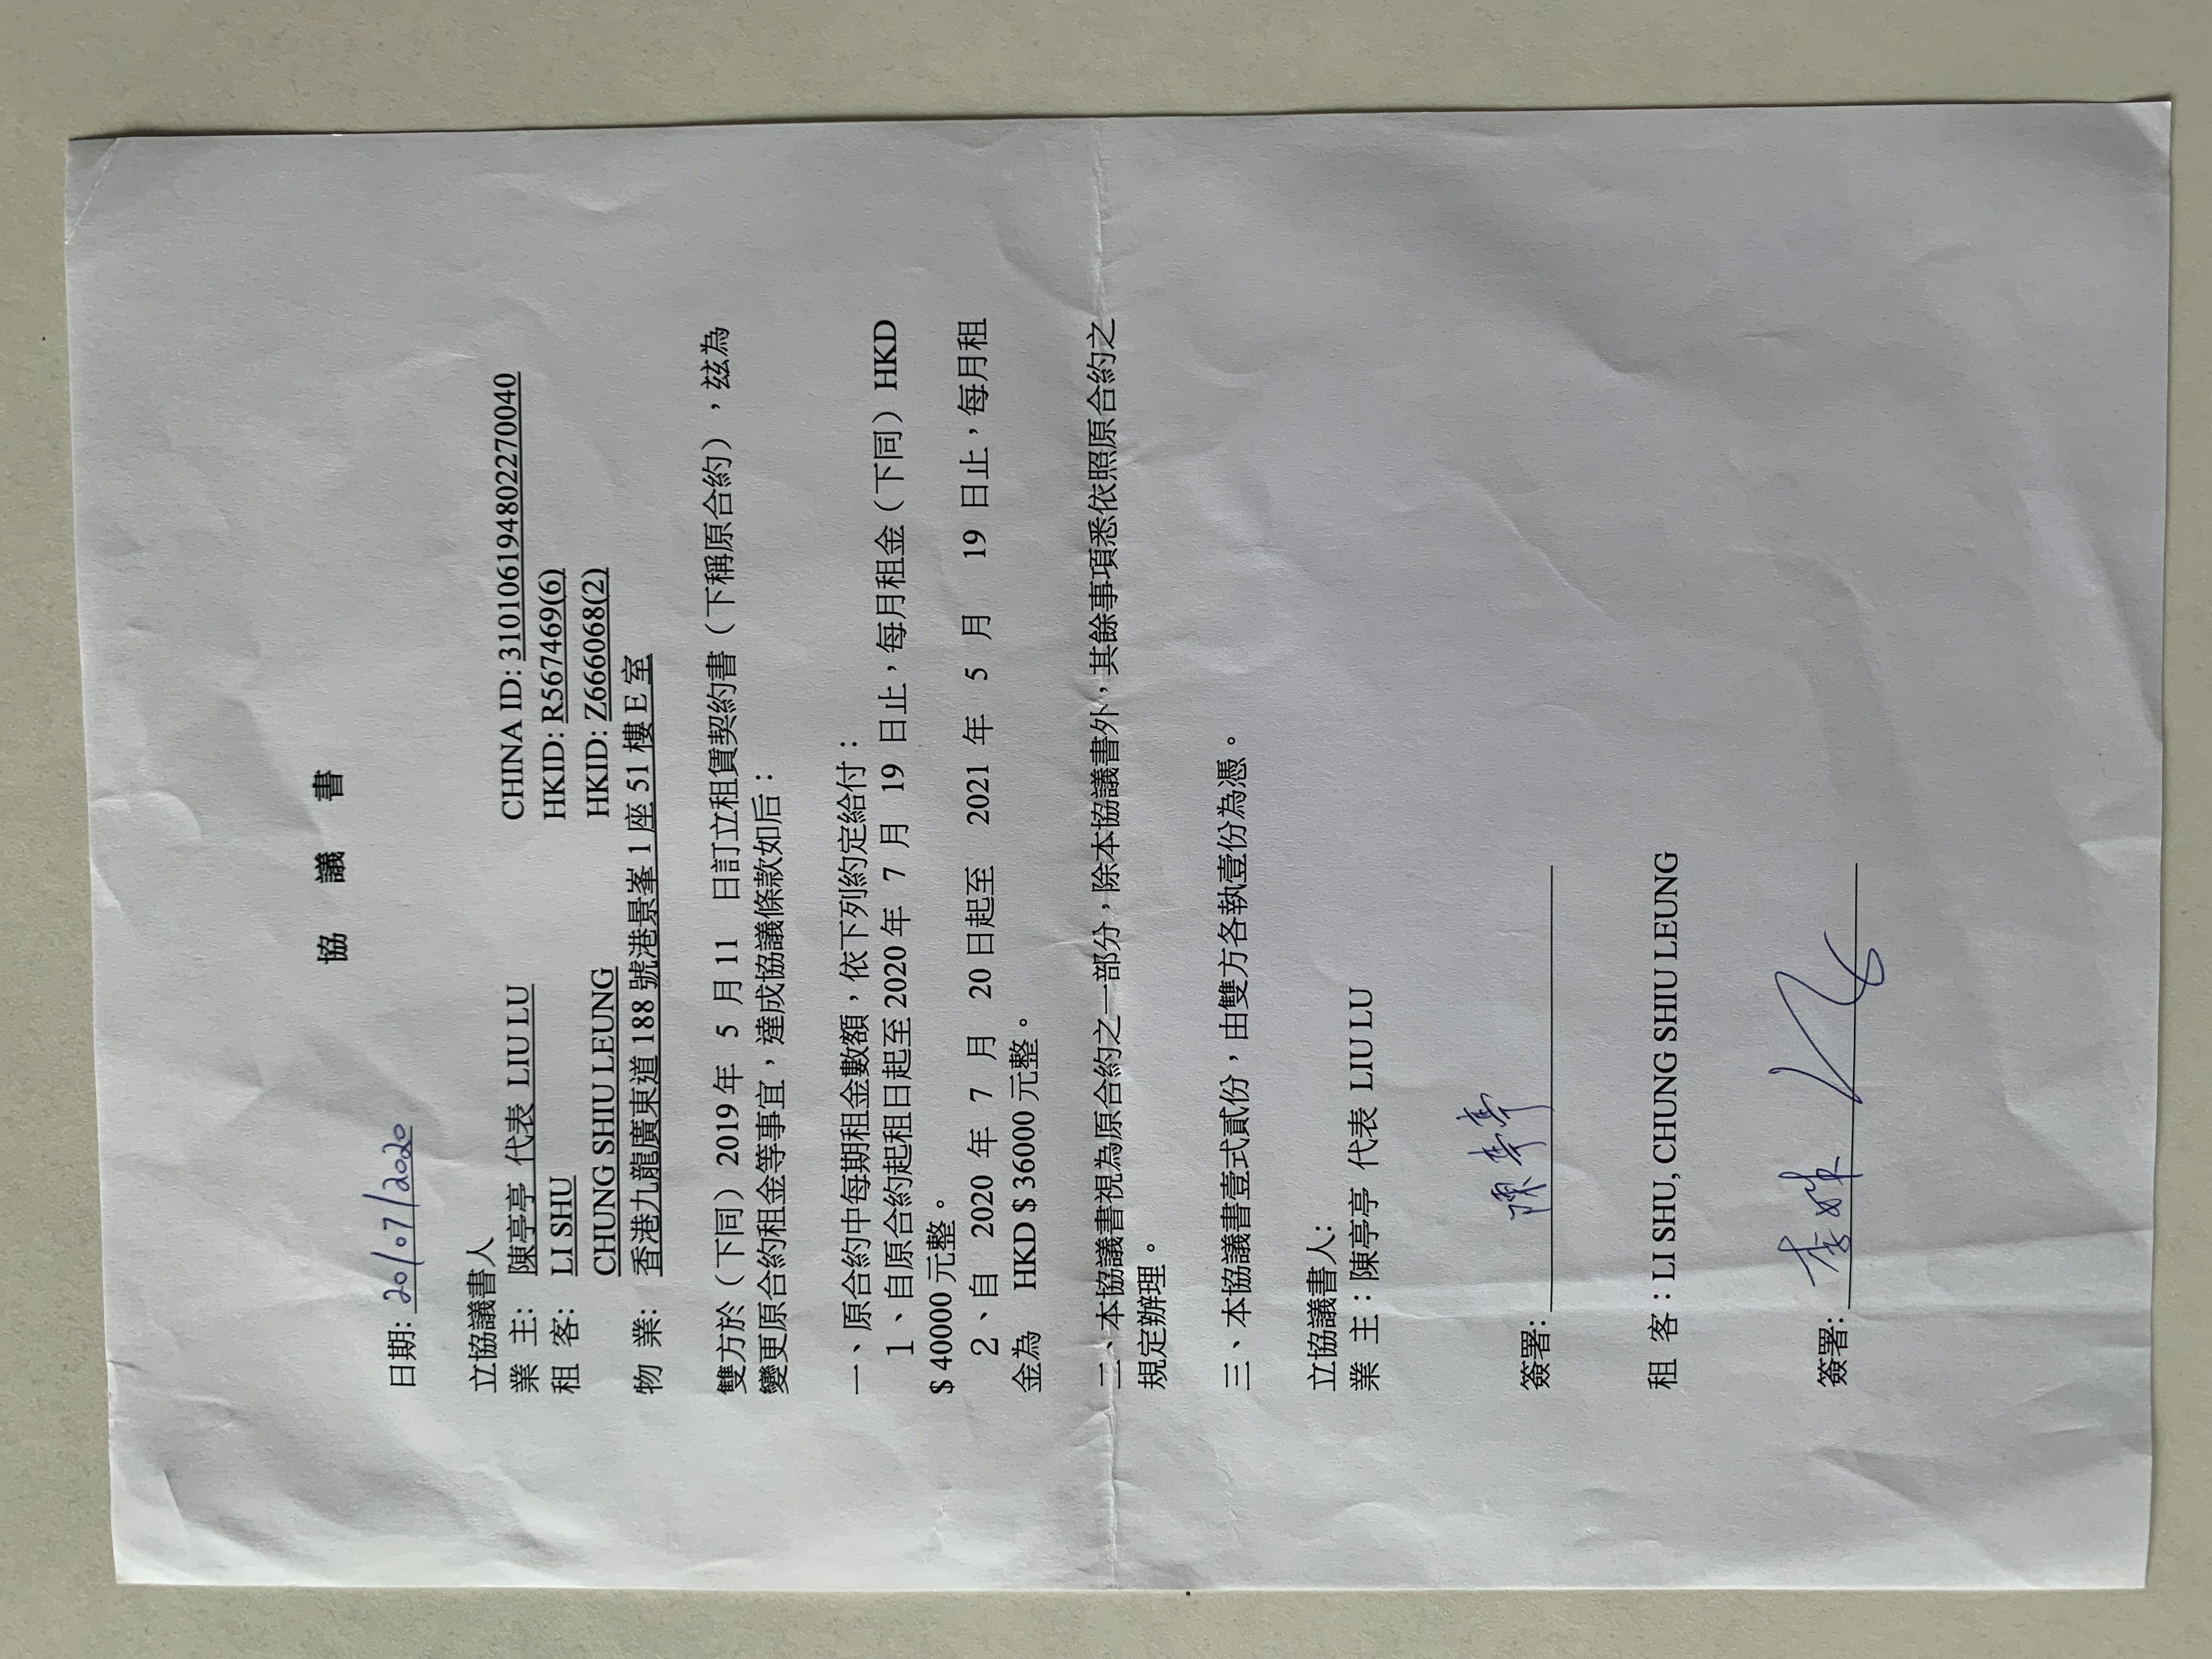 協 議 書
日期: 20/07/2020
立協議書人
業 主: 陳亭亭 代表 LIU LU CHINA ID: 310106194802270040
租 客: LI SHU HKID: R567469(6)
CHUNG SHIU LEUNG HKID: Z666068(2)
物 業: 香港九龍廣東道 188 號港景峯 1 座 51 樓 E 室
雙方於（下同）2019 年 5 月 11 日訂立租賃契約書（下稱原合約），茲為
變更原合約租金等事宜，達成協議條款如后：
一、原合約中每期租金數額，依下列約定給付：
1、自原合約起租日起至 2020 年 7 月 19 日止，每月租金（下同）HKD
$ 40000 元整。
2、自 2020 年 7 月 20 日起至 2021 年 5 月 19 日止，每月租
金為 HKD $ 36000 元整。
二、本協議書視為原合約之一部分，除本協議書外，其餘事項悉依照原合約之
規定辦理。
三、本協議書壹式貳份，由雙方各執壹份為憑。
立協議書人:
業 主：陳亭亭 代表 LIU LU
簽署: 陳亭亭
租 客：LI SHU, CHUNG SHIU LEUNG
簽署: